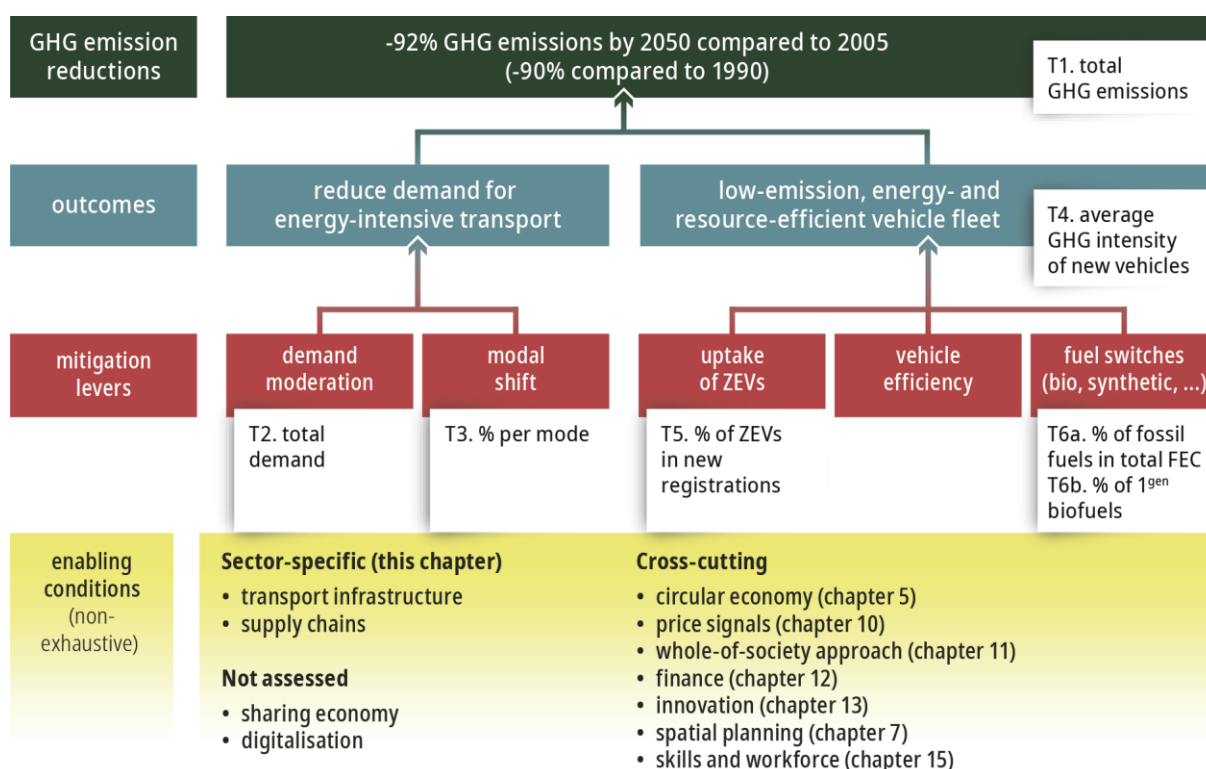 GHG emission
reductions
-92% GHG emissions by 2050 compared to 2005
(-90% compared to 1990)
T1. total
GHG emissions
outcomes
reduce demand for
energy-intensive transport
low-emission, energy- and
resource-efficient vehicle fleet
T4. average
GHG intensity
of new vehicles
mitigation
levers
demand
moderation
modal
shift
uptake
of ZEVs
vehicle
efficiency
fuel switches
(bio, synthetic, ...)
T2. total
demand
T3. % per mode
T5. % of ZEVs
in new
registrations
T6a. % of fossil
fuels in total FEC
T6b. % of 1gen
biofuels
enabling
conditions
(non-
exhaustive)
Sector-specific (this chapter)
• transport infrastructure
• supply chains
Not assessed
• sharing economy
• digitalisation
Cross-cutting
• circular economy (chapter 5)
• price signals (chapter 10)
• whole-of-society approach (chapter 11)
• finance (chapter 12)
• innovation (chapter 13)
• spatial planning (chapter 7)
• skills and workforce (chapter 15)